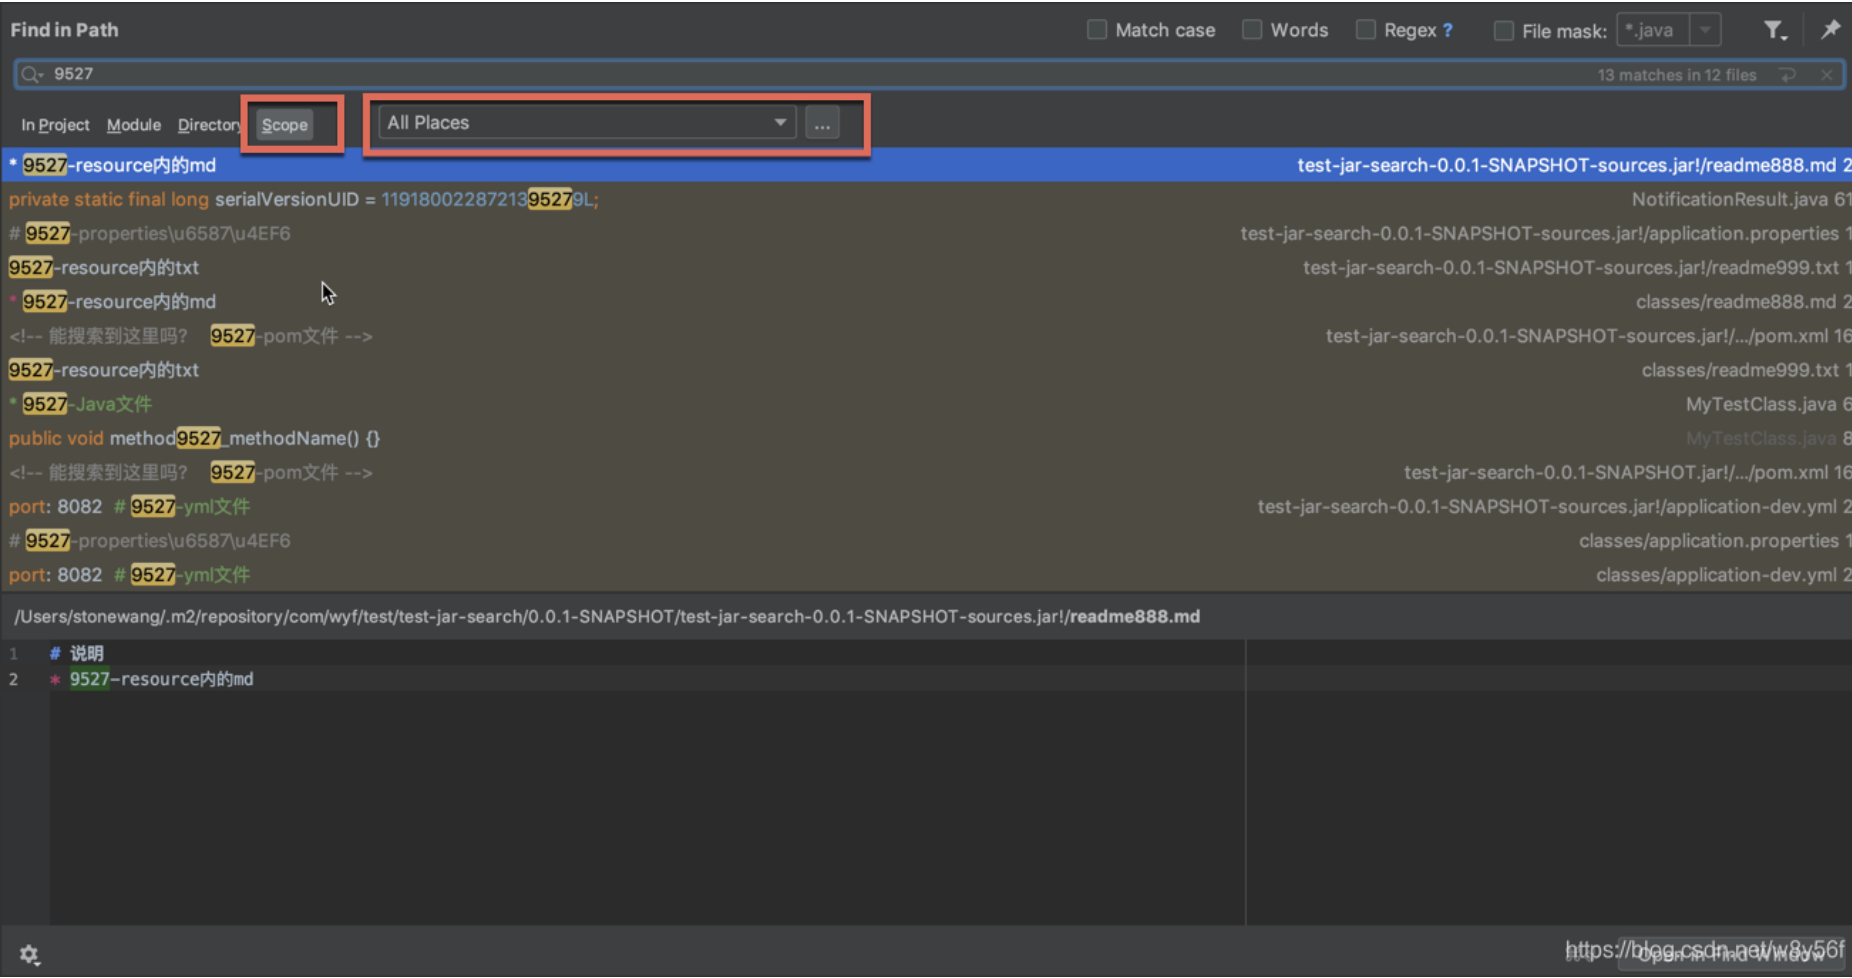 Find in Path
Match case Words Regex ? File mask: *.java
9527 13 matches in 12 files
In Project Module Directory Scope All Places ...
* 9527-resource内的md test-jar-search-0.0.1-SNAPSHOT-sources.jar!/readme888.md 2
private static final long serialVersionUID = 1191800228721395279L; NotificationResult.java 61
# 9527-properties\u6587\u4EF6 test-jar-search-0.0.1-SNAPSHOT-sources.jar!/application.properties 1
9527-resource内的txt test-jar-search-0.0.1-SNAPSHOT-sources.jar!/readme999.txt 1
* 9527-resource内的md classes/readme888.md 2
<!-- 能搜索到这里吗? 9527-pom文件 --> test-jar-search-0.0.1-SNAPSHOT-sources.jar!/.../pom.xml 16
9527-resource内的txt classes/readme999.txt 1
* 9527-Java文件 MyTestClass.java 6
public void method9527_methodName() {} MyTestClass.java 8
<!-- 能搜索到这里吗? 9527-pom文件 --> test-jar-search-0.0.1-SNAPSHOT.jar!/.../pom.xml 16
port: 8082 # 9527-yml文件 test-jar-search-0.0.1-SNAPSHOT-sources.jar!/application-dev.yml 2
# 9527-properties\u6587\u4EF6 classes/application.properties 1
port: 8082 # 9527-yml文件 classes/application-dev.yml 2
/Users/stonewang/.m2/repository/com/wyf/test/test-jar-search/0.0.1-SNAPSHOT/test-jar-search-0.0.1-SNAPSHOT-sources.jar!/readme888.md
1 # 说明
2 * 9527-resource内的md
https://blog.csdn.net/w8y56f
Open in Find Window